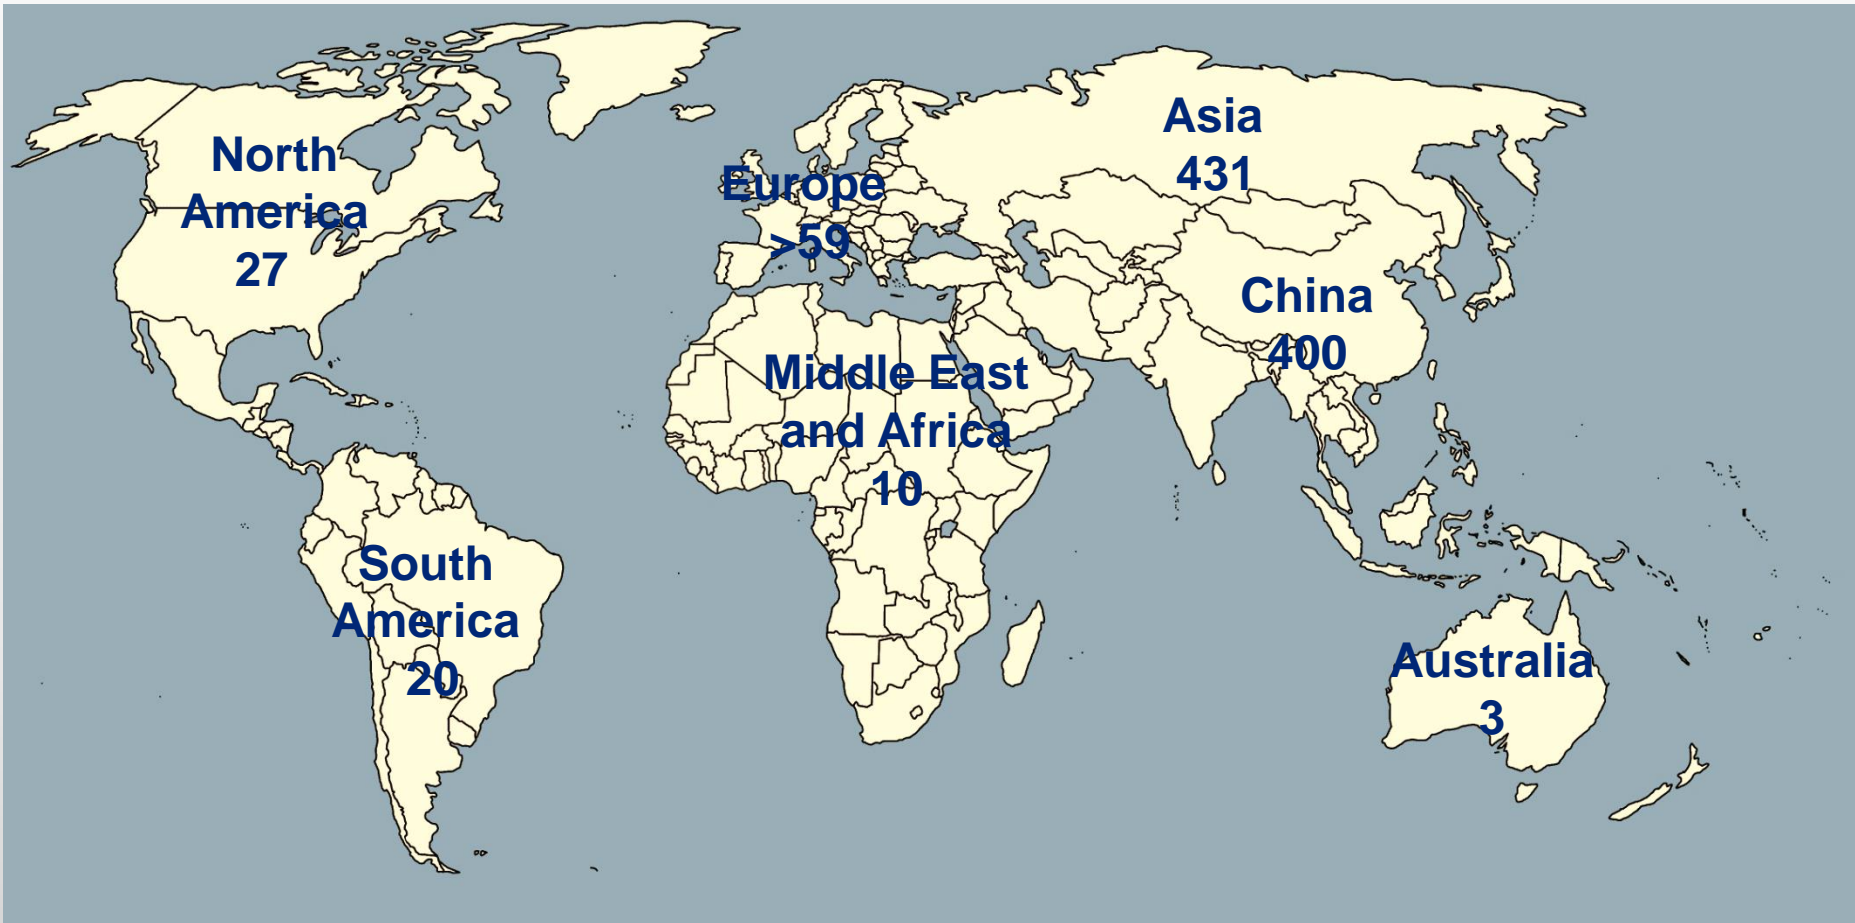 North
America
27
Europe
>59
Asia
431
China
400
Middle East
and Africa
10
South
America
20
Australia
3